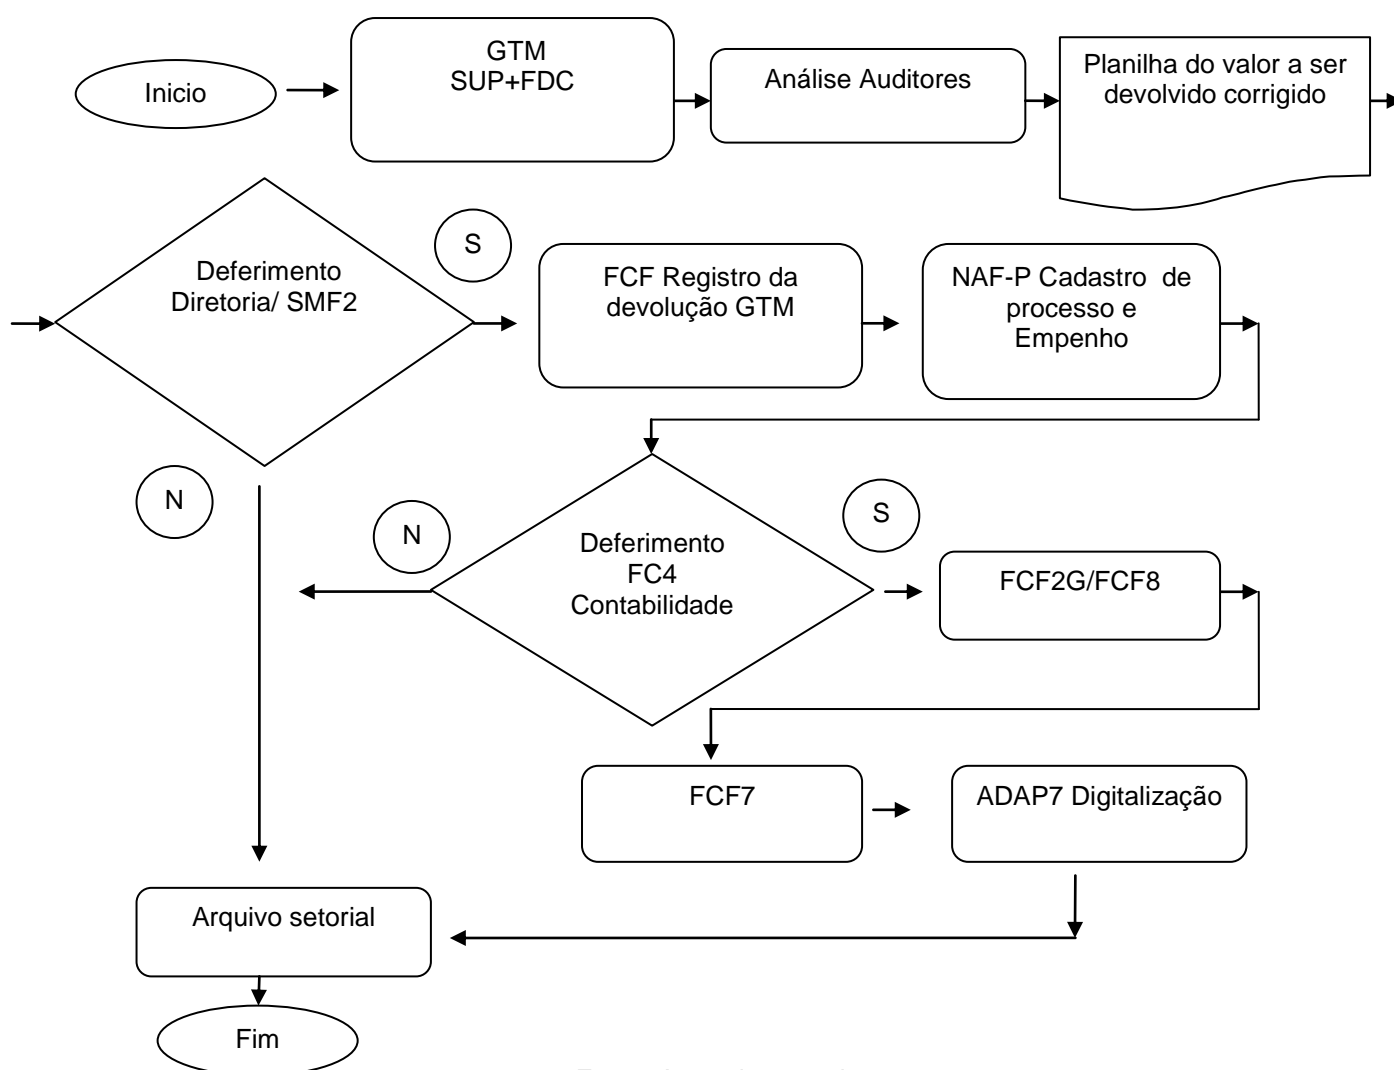 Inicio
GTM
SUP+FDC
Análise Auditores
Planilha do valor a ser
devolvido corrigido
Deferimento
Diretoria/ SMF2
S
FCF Registro da
devolução GTM
NAF-P Cadastro de
processo e
Empenho
N
N
Deferimento
FC4
Contabilidade
S
FCF2G/FCF8
FCF7
ADAP7 Digitalização
Arquivo setorial
Fim